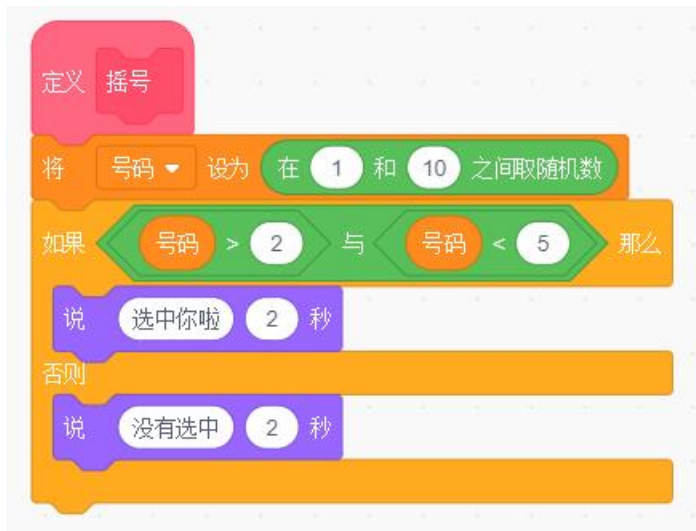 定义 摇号
将 号码 设为 在 1 和 10 之间取随机数
如果 号码 > 2 与 号码 < 5 那么
说 选中你啦 2 秒
否则
说 没有选中 2 秒